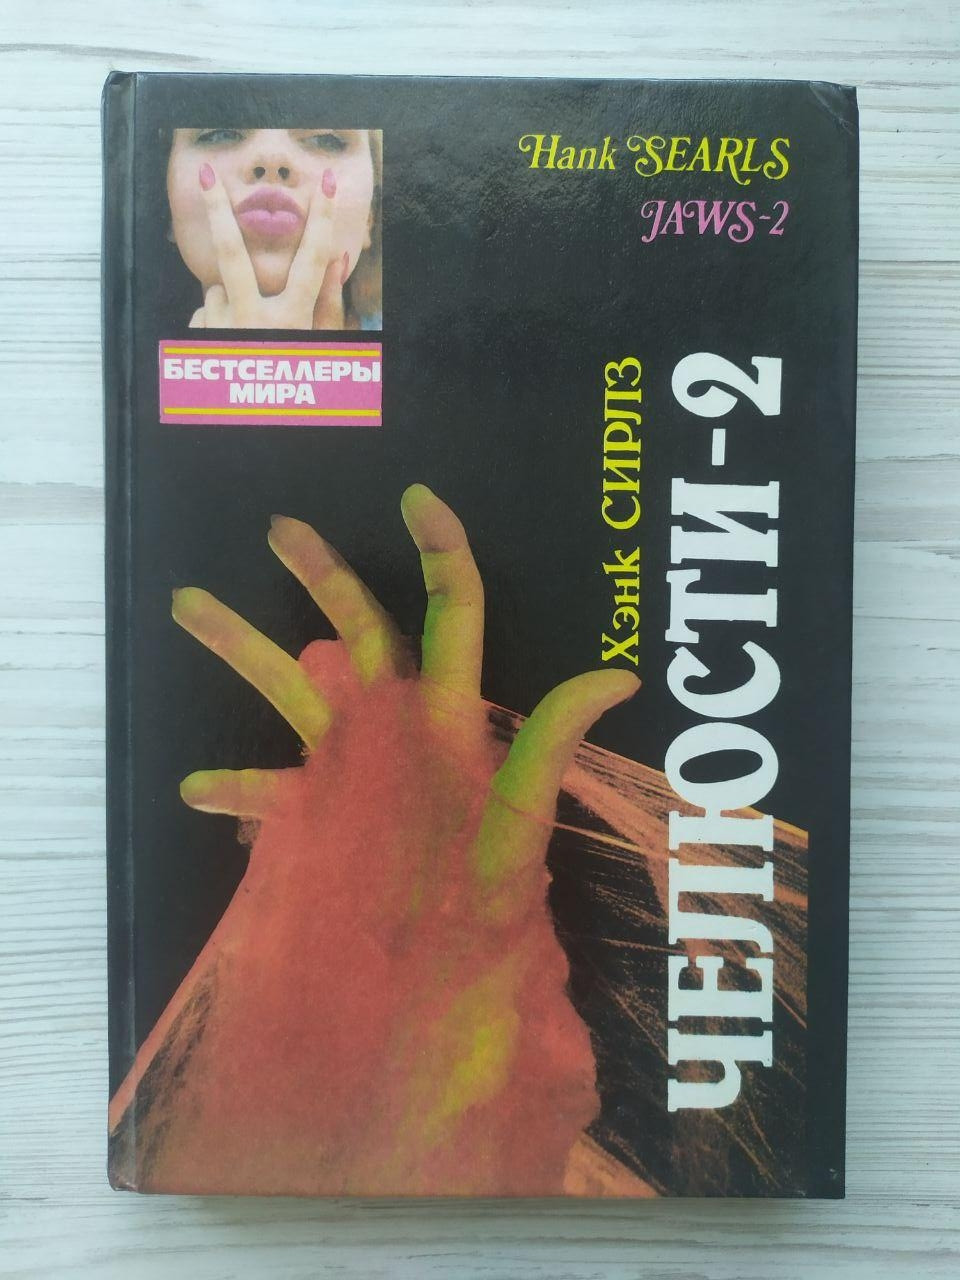 Hank SEARLS
JAWS-2
БЕСТСЕЛЛЕРЫ
МИРА
Хэнк СИРЛЗ
ЧЕЛЮСТИ-2